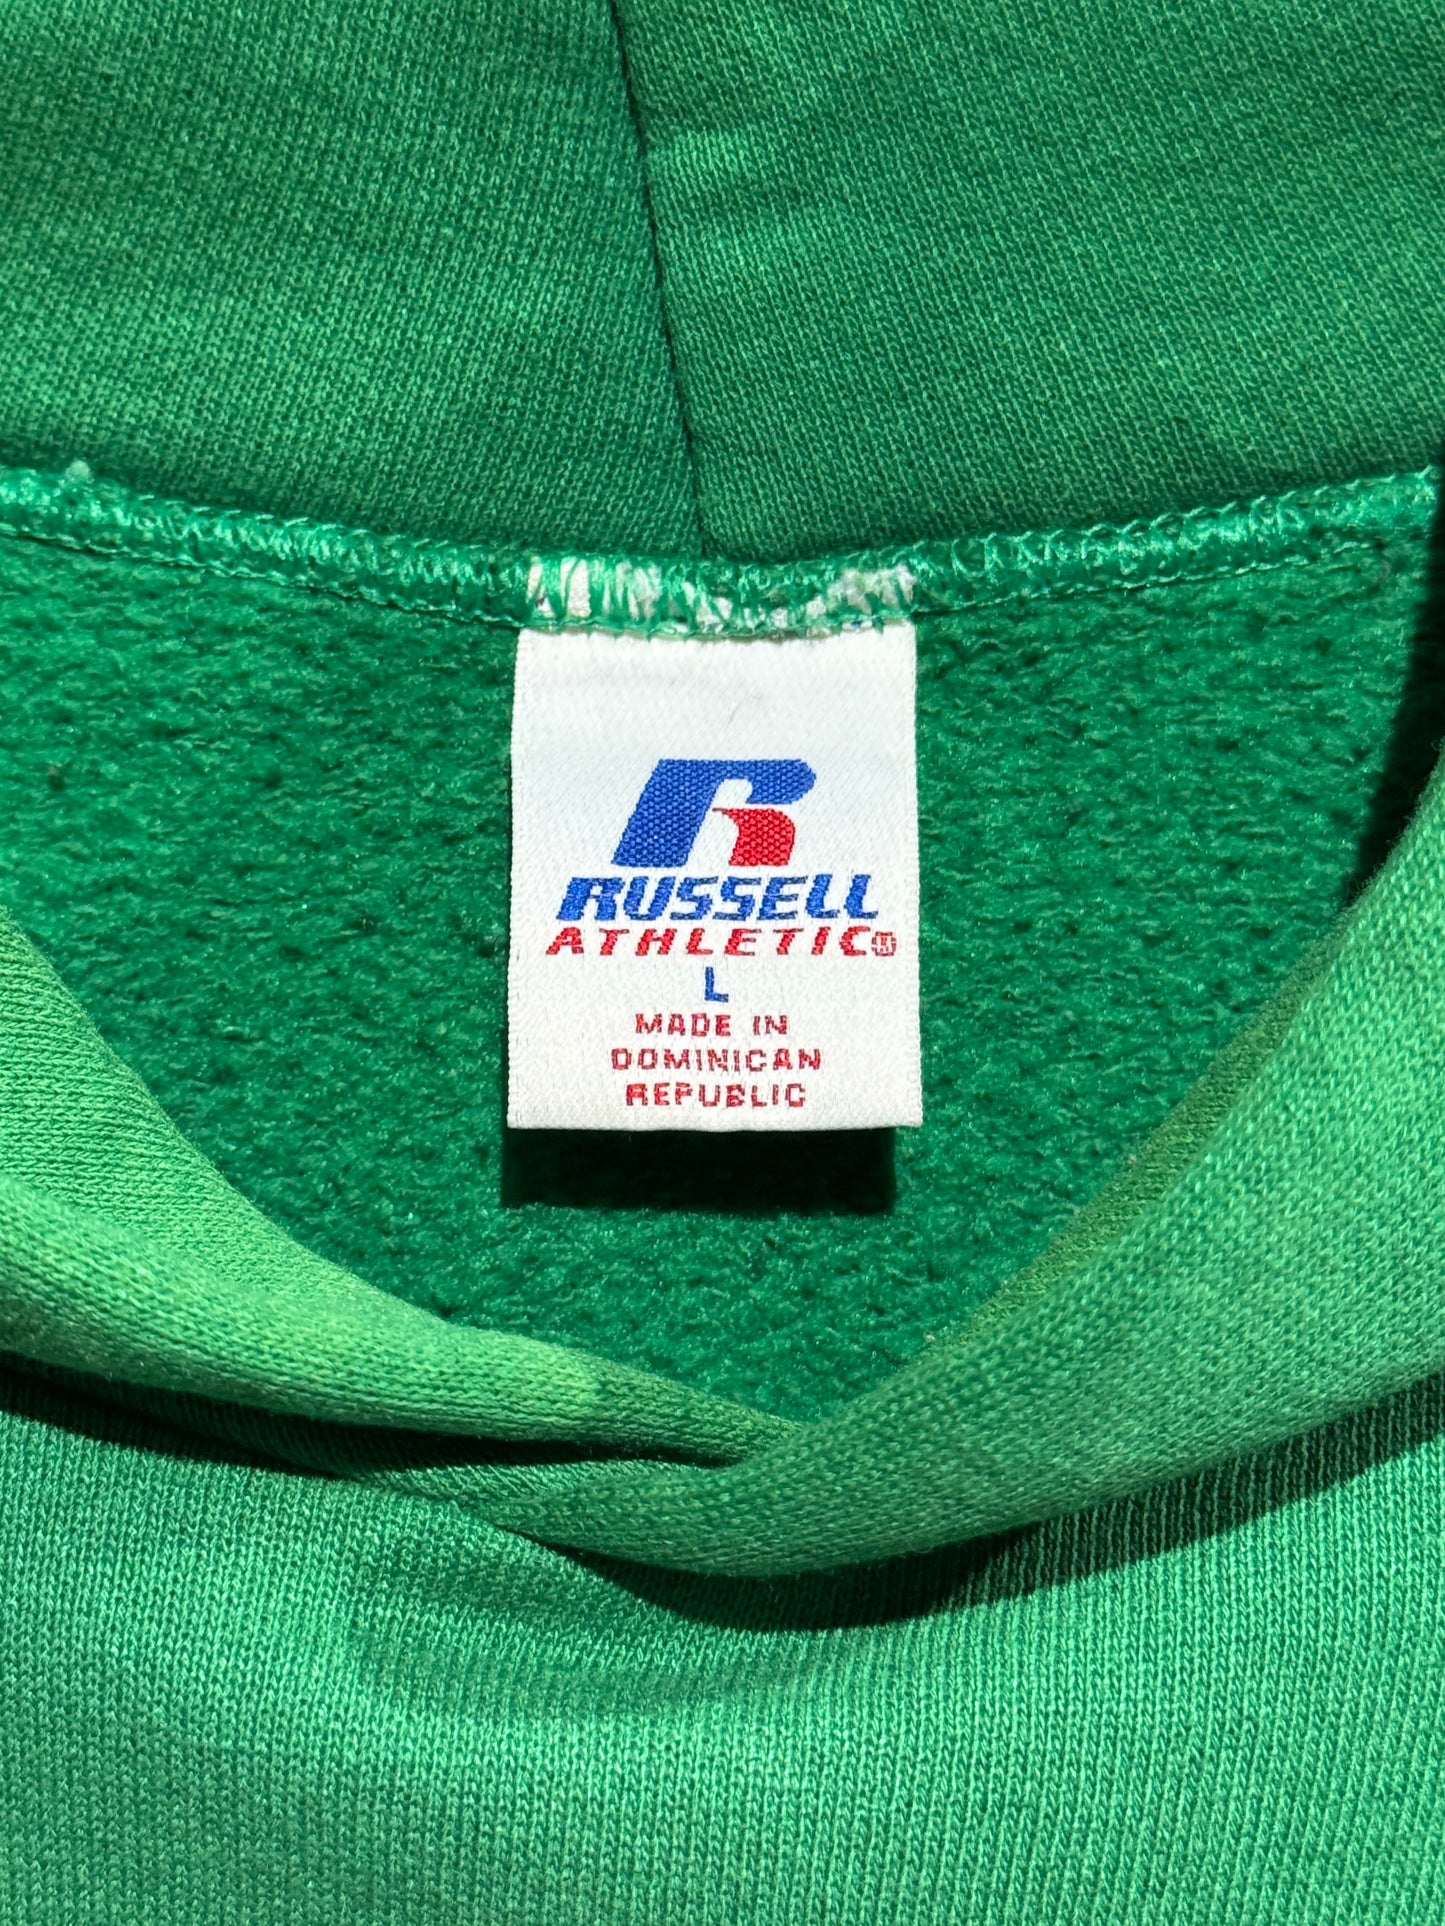 R
RUSSELL
ATHLETIC®
L
MADE IN
DOMINICAN
REPUBLIC